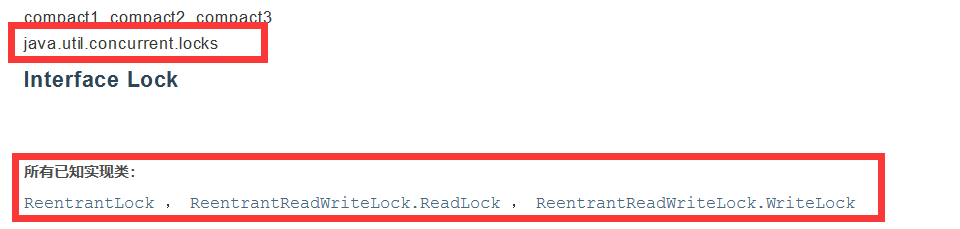 compact1, compact2, compact3
java.util.concurrent.locks
Interface Lock
所有已知实现类：
ReentrantLock ， ReentrantReadWriteLock.ReadLock ， ReentrantReadWriteLock.WriteLock